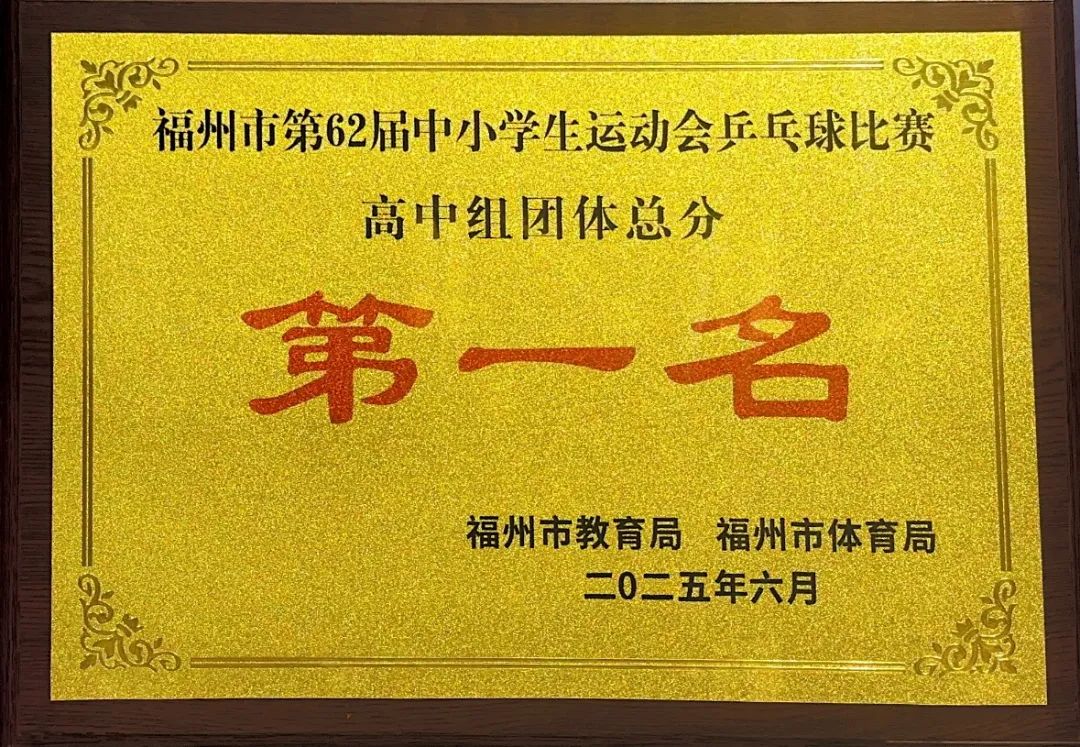 福州市第62届中小学生运动会乒乓球比赛
高中组团体总分
第一名
福州市教育局 福州市体育局
二0二五年六月